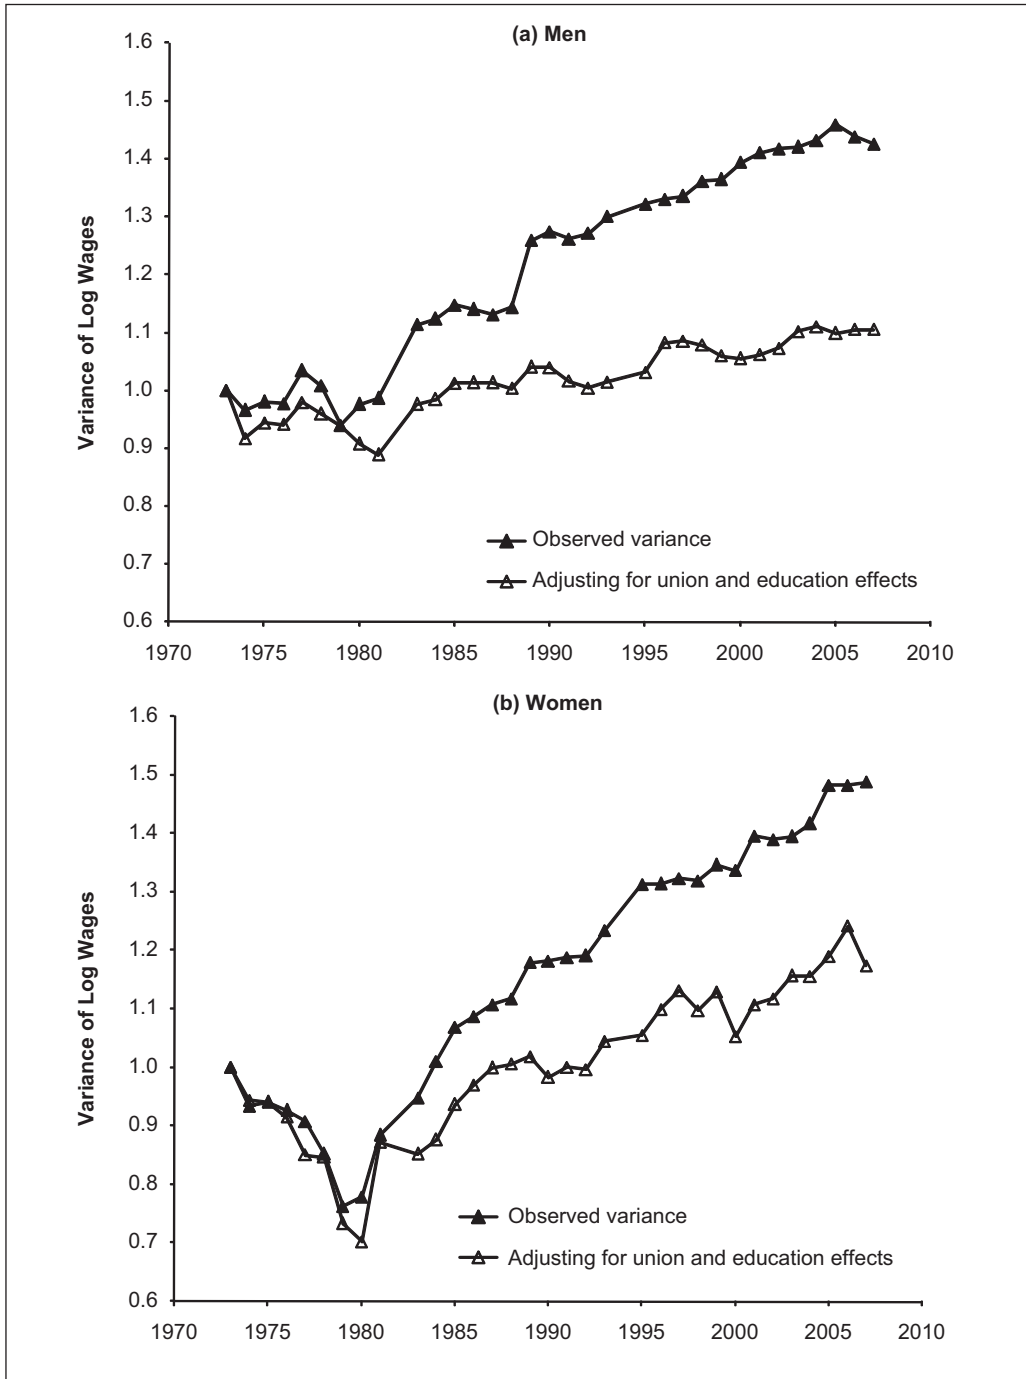 (a) Men
1.6
1.5
1.4
1.3
1.2
1.1
1.0
0.9
0.8
0.7
0.6
Variance of Log Wages
Observed variance
Adjusting for union and education effects
1970 1975 1980 1985 1990 1995 2000 2005 2010
(b) Women
1.6
1.5
1.4
1.3
1.2
1.1
1.0
0.9
0.8
0.7
0.6
Variance of Log Wages
Observed variance
Adjusting for union and education effects
1970 1975 1980 1985 1990 1995 2000 2005 2010